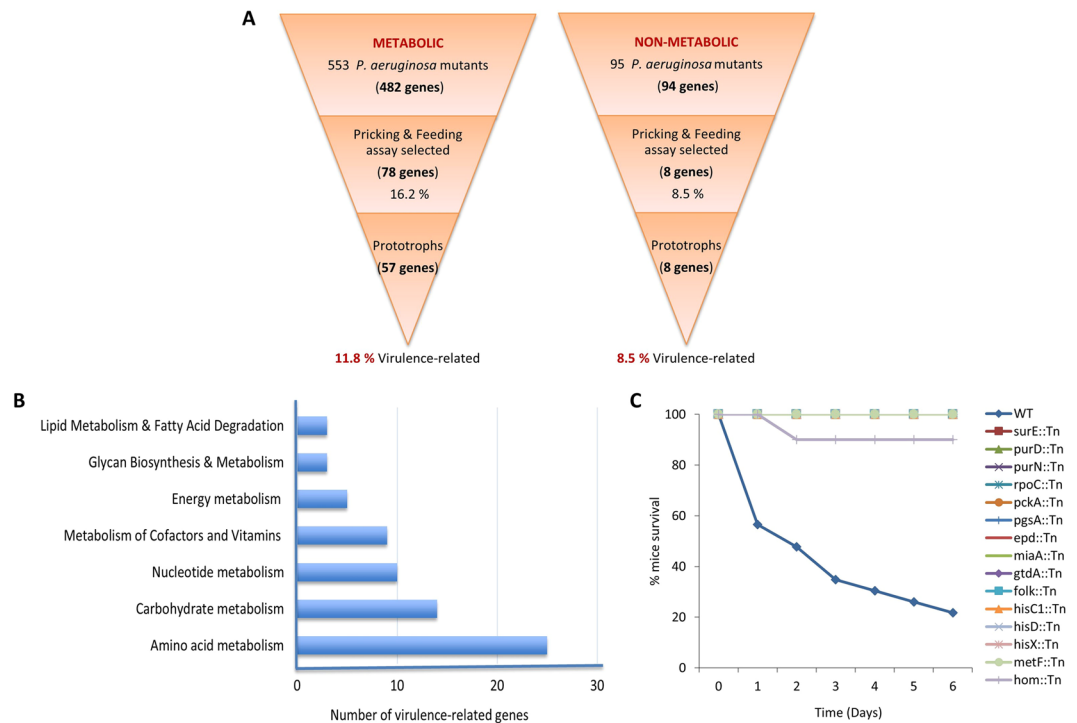 A
METABOLIC
553 P. aeruginosa mutants
(482 genes)
Pricking & Feeding
assay selected
(78 genes)
16.2 %
Prototrophs
(57 genes)
11.8 % Virulence-related
NON-METABOLIC
95 P. aeruginosa mutants
(94 genes)
Pricking & Feeding
assay selected
(8 genes)
8.5 %
Prototrophs
(8 genes)
8.5 % Virulence-related
B
Lipid Metabolism & Fatty Acid Degradation
Glycan Biosynthesis & Metabolism
Energy metabolism
Metabolism of Cofactors and Vitamins
Nucleotide metabolism
Carbohydrate metabolism
Amino acid metabolism
0 10 20 30
Number of virulence-related genes
C
% mice survival
100
80
60
40
20
0
0 1 2 3 4 5 6
Time (Days)
WT
surE::Tn
purD::Tn
purN::Tn
rpoC::Tn
pckA::Tn
pgsA::Tn
epd::Tn
miaA::Tn
gtdA::Tn
folk::Tn
hisC1::Tn
hisD::Tn
hisX::Tn
metF::Tn
hom::Tn